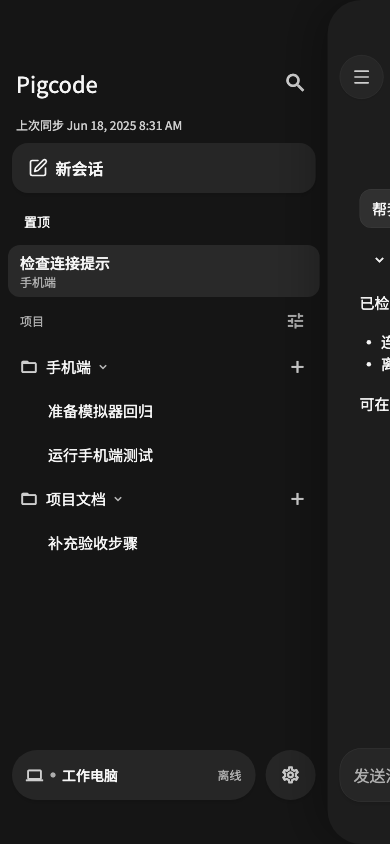 Pigcode
上次同步 Jun 18, 2025 8:31 AM
新会话
置顶
检查连接提示
手机端
项目
手机端
准备模拟器回归
运行手机端测试
项目文档
补充验收步骤
工作电脑
离线
已检
可在
发送